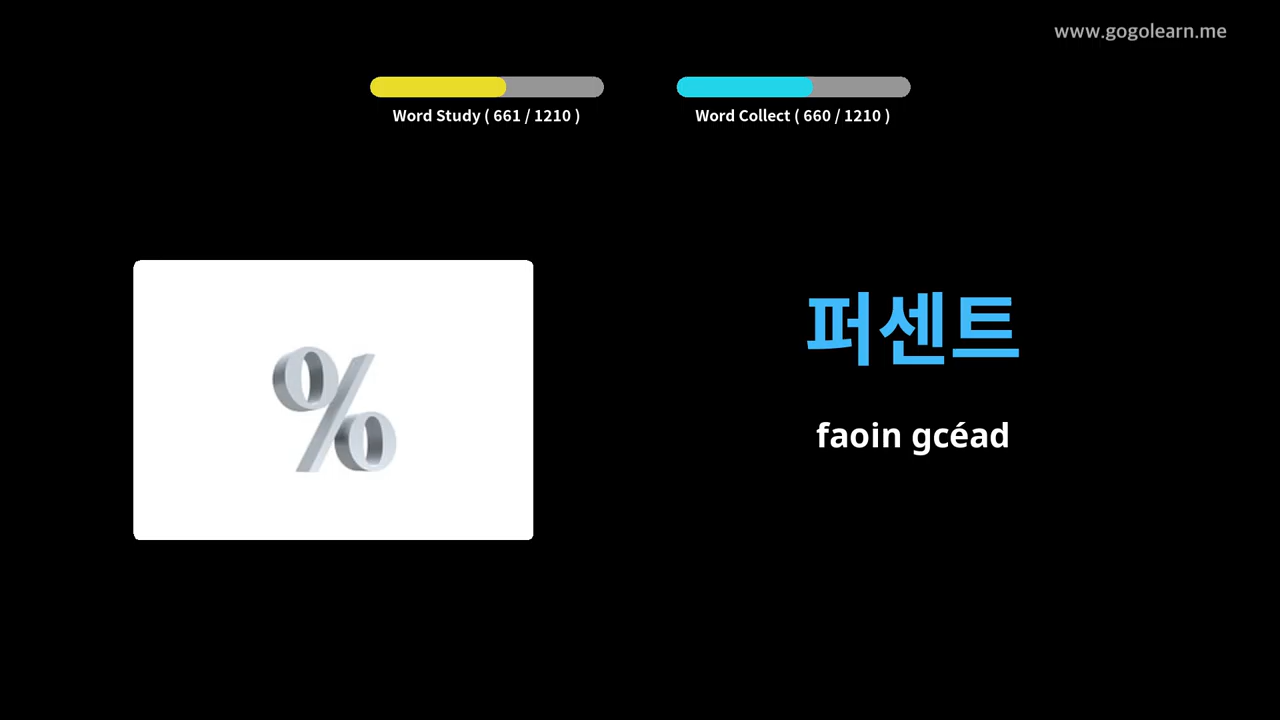 www.gogolearn.me
Word Study ( 661 / 1210 )
Word Collect ( 660 / 1210 )
%
퍼센트
faoin gcéad